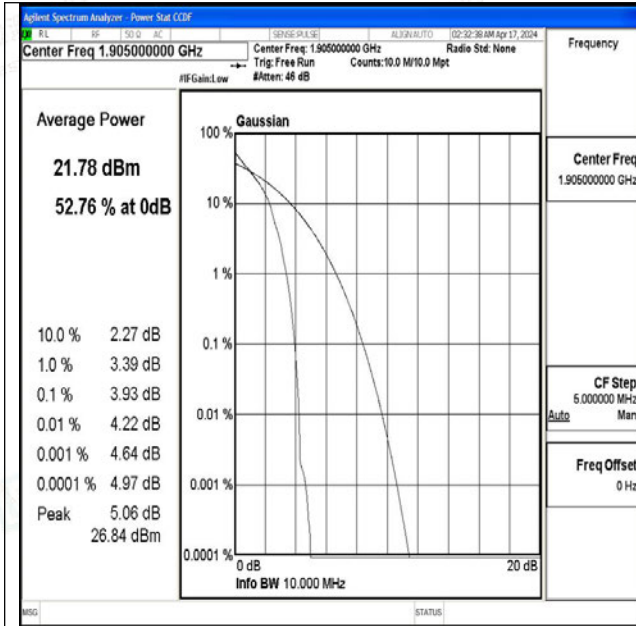 Agilent Spectrum Analyzer - Power Stat CCDF
RL RF 50 Ω AC SENSE:PULSE ALIGNAUTO 02:32:38 AM Apr 17, 2024
Center Freq 1.905000000 GHz
Center Freq: 1.905000000 GHz Radio Std: None
Trig: Free Run Counts:10.0 M/10.0 Mpt
#IFGain:Low #Atten: 46 dB
Frequency
Average Power
21.78 dBm
52.76 % at 0dB
10.0 % 2.27 dB
1.0 % 3.39 dB
0.1 % 3.93 dB
0.01 % 4.22 dB
0.001 % 4.64 dB
0.0001 % 4.97 dB
Peak 5.06 dB
26.84 dBm
Gaussian
100 %
10 %
1 %
0.1 %
0.01 %
0.001 %
0.0001 %
0 dB 20 dB
Info BW 10.000 MHz
Center Freq
1.905000000 GHz
CF Step
5.000000 MHz
Auto Man
Freq Offset
0 Hz
MSG STATUS